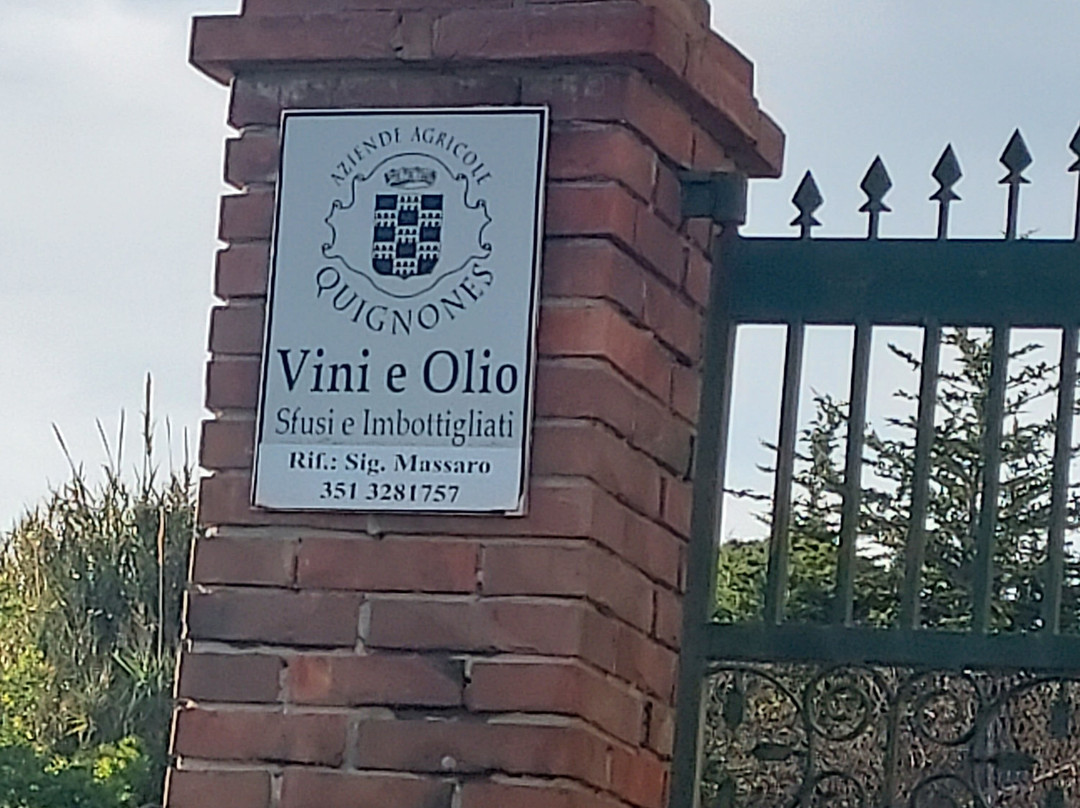 AZIENDE AGRICOLE
QUIGNONES
Vini e Olio
Sfusi e Imbottigliati
Rif.: Sig. Massaro
351 3281757